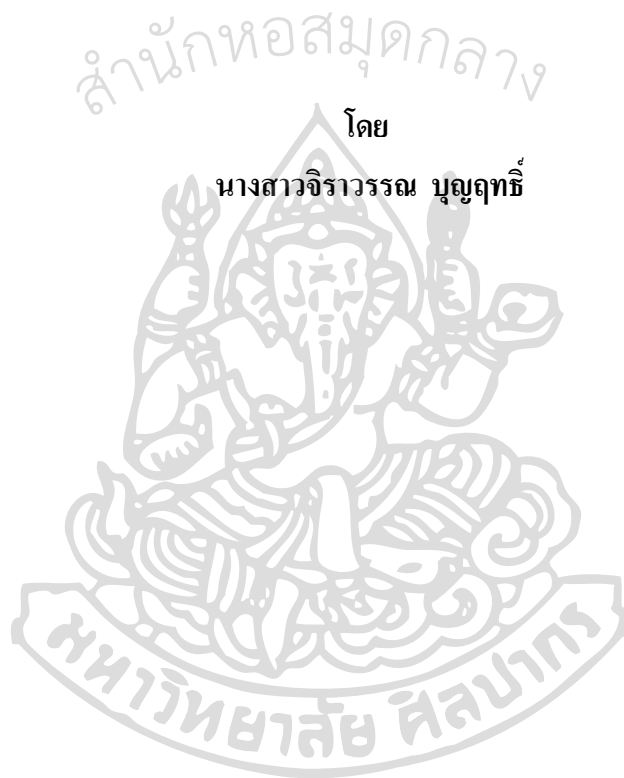 สำนักหอสมุดกลาง
โดย
นางสาวจิราวรรณ บุญฤทธิ์
มหาวิทยาลัย ศิลปากร